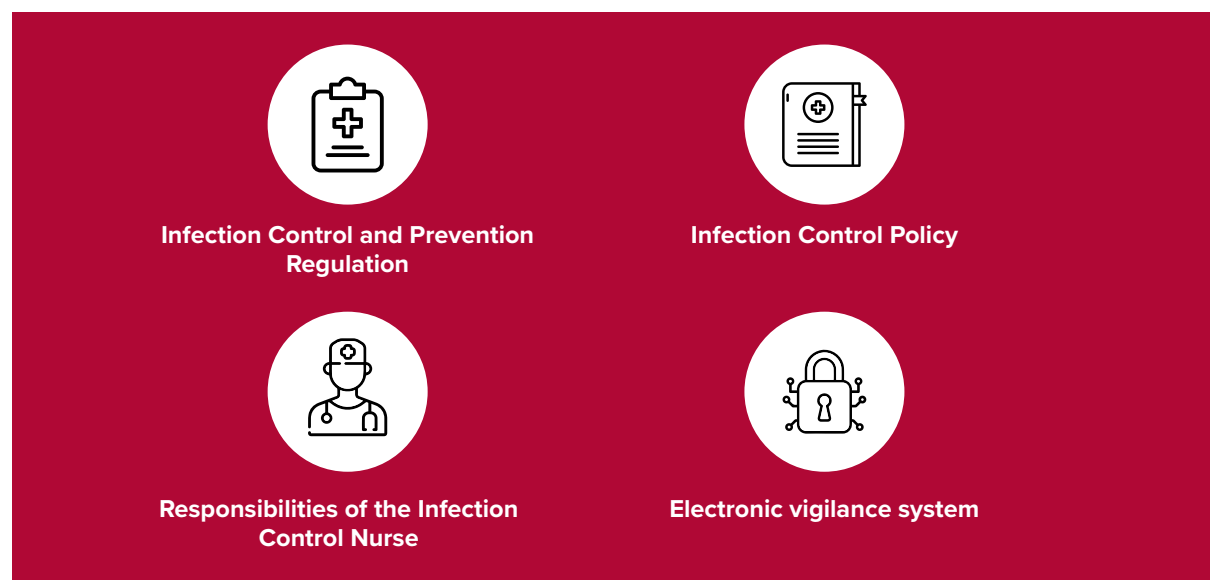 Infection Control and Prevention
Regulation
Infection Control Policy
Responsibilities of the Infection
Control Nurse
Electronic vigilance system